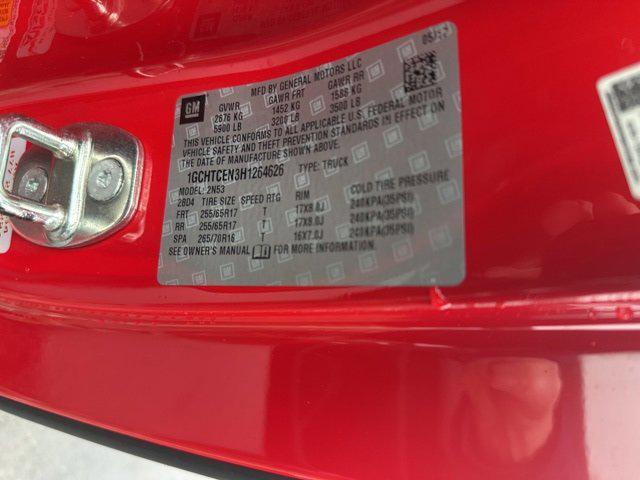 GM
MFD BY GENERAL MOTORS LLC
GVWR GAWR FRT GAWR RR
2676 KG 1452 KG 1588 KG
5900 LB 3200 LB 3500 LB
THIS VEHICLE CONFORMS TO ALL APPLICABLE U.S. FEDERAL MOTOR
VEHICLE SAFETY AND THEFT PREVENTION STANDARDS IN EFFECT ON
THE DATE OF MANUFACTURE SHOWN ABOVE.
1GCHTCEN3H1264626 TYPE: TRUCK
MODEL: 2N53
2BD4 TIRE SIZE SPEED RTG RIM COLD TIRE PRESSURE
FRT 255/65R17 T 17X8.0J 240KPA(35PSI)
RR 255/65R17 T 17X8.0J 240KPA(35PSI)
SPA 265/70R16 T 16X7.0J 240KPA(35PSI)
SEE OWNER'S MANUAL FOR MORE INFORMATION.